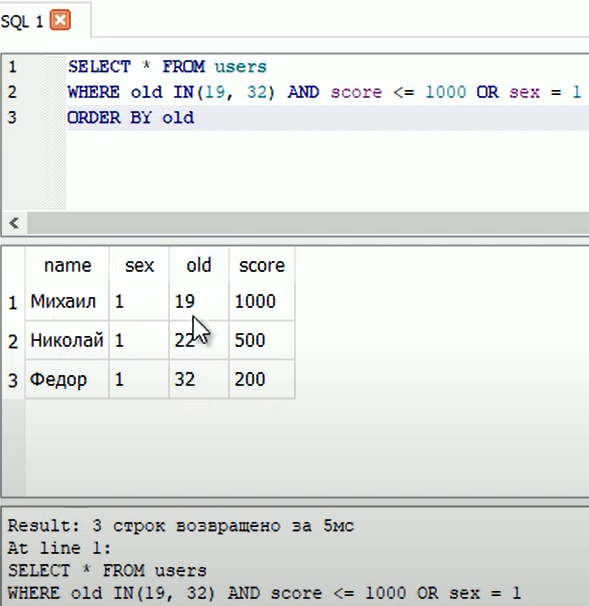 SQL 1
1 SELECT * FROM users
2 WHERE old IN(19, 32) AND score <= 1000 OR sex = 1
3 ORDER BY old
name sex old score
1 Михаил 1 19 1000
2 Николай 1 22 500
3 Федор 1 32 200
Result: 3 строк возвращено за 5мс
At line 1:
SELECT * FROM users
WHERE old IN(19, 32) AND score <= 1000 OR sex = 1